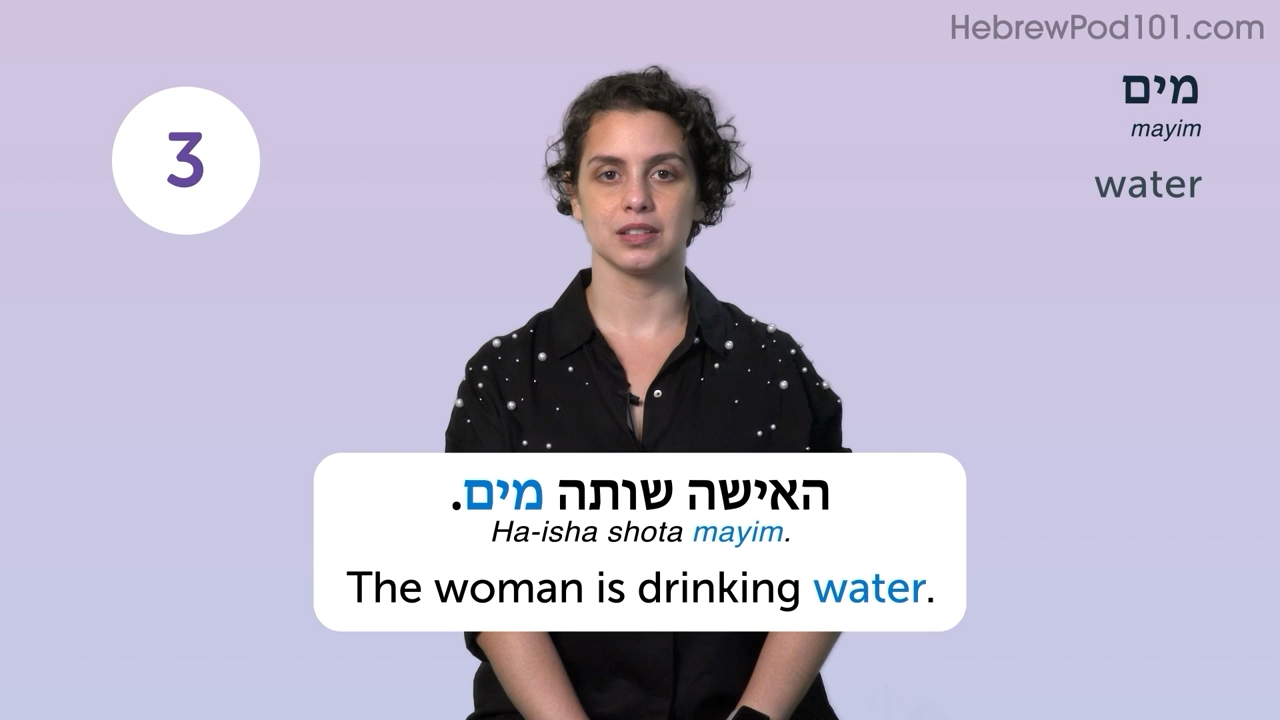 HebrewPod101.com
3
מים
mayim
water
האישה שותה מים.
Ha-isha shota mayim.
The woman is drinking water.